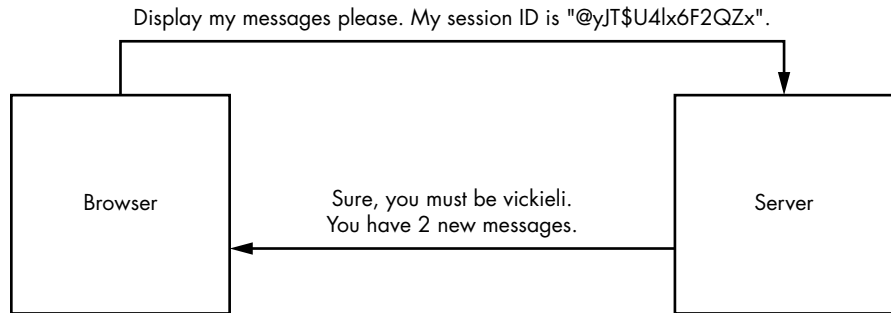 Display my messages please. My session ID is "@yJT$U4lx6F2QZx".
Browser
Sure, you must be vickieli.
You have 2 new messages.
Server